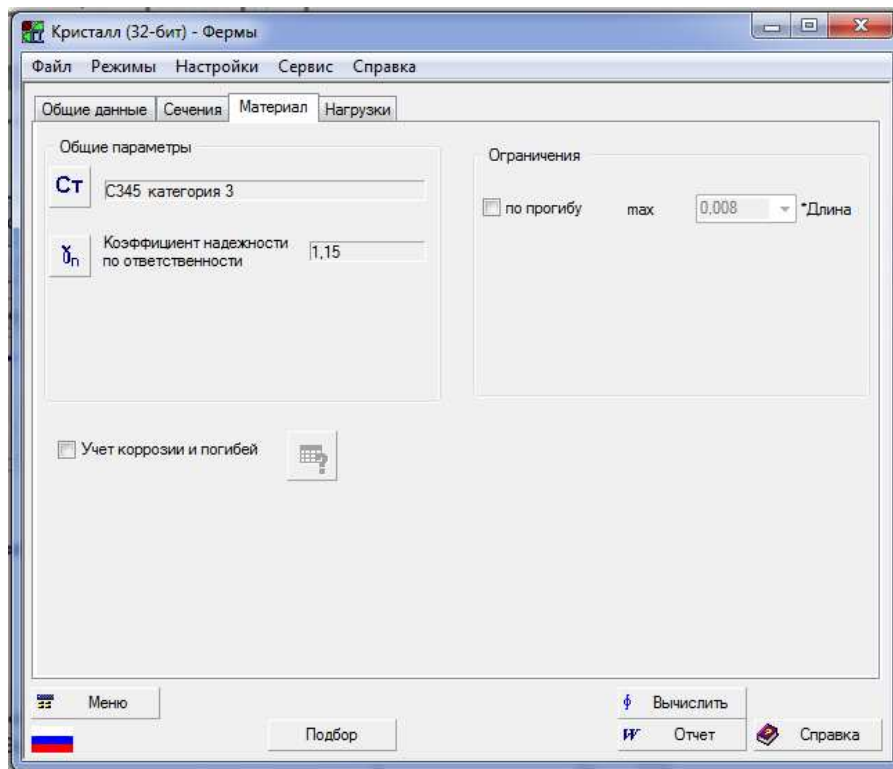 Кристалл (32-бит) - Фермы
Файл Режимы Настройки Сервис Справка
Общие данные Сечения Материал Нагрузки
Общие параметры
Ст С345 категория 3
γn Коэффициент надежности
по ответственности
1,15
Ограничения
по прогибу max 0,008 *Длина
Учет коррозии и погибей
Меню
Подбор
Вычислить
W Отчет
Справка